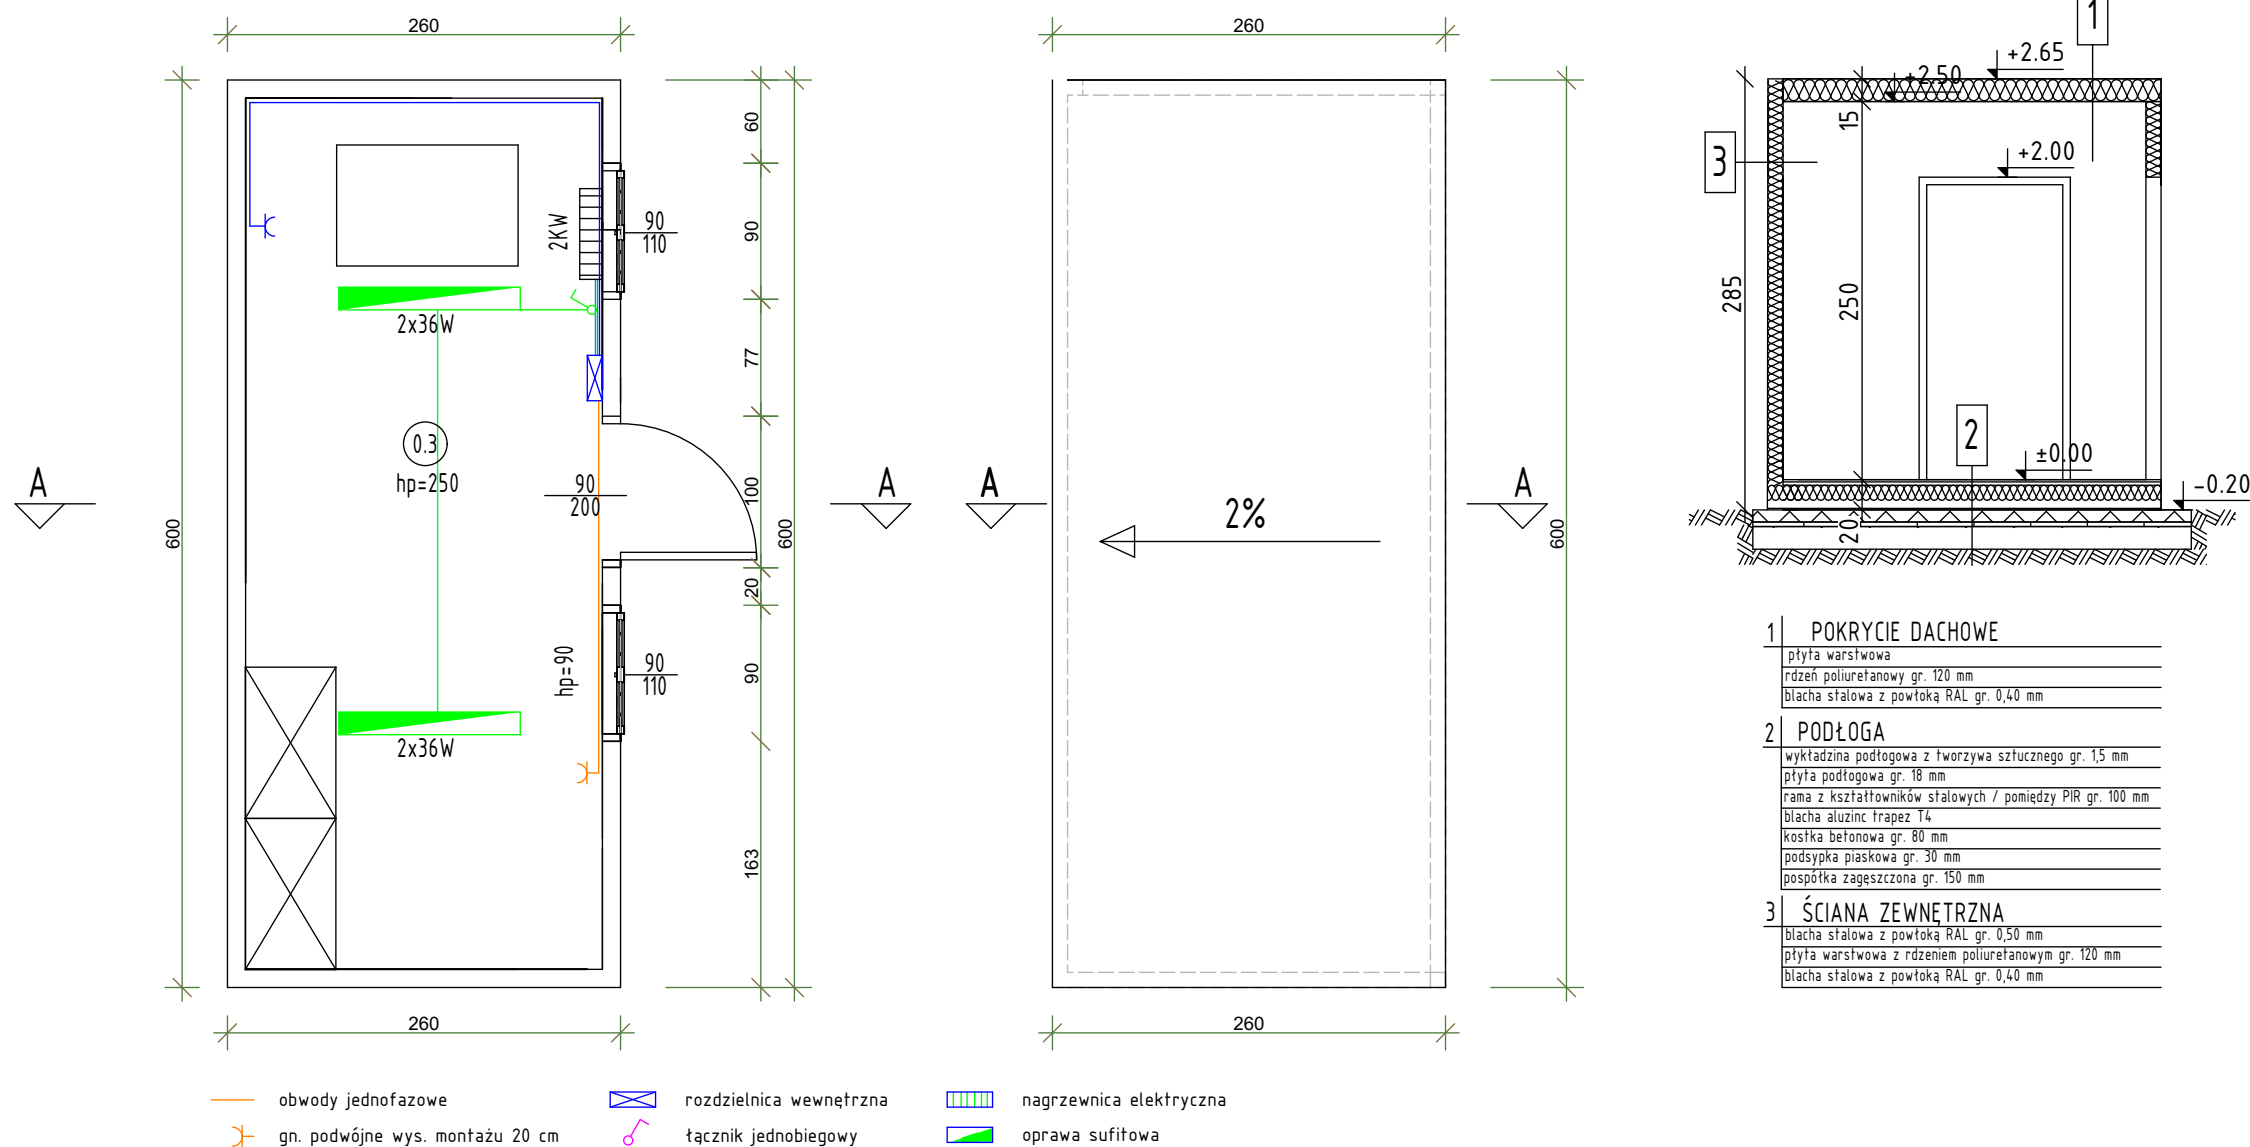 260
600
60
90
77
100
20
90
163
600
2KW
90
110
2x36W
0.3
hp=250
90
200
hp=90
90
110
2x36W
A
A
260
260
A
A
2%
600
260
1
+2.65
+2.50
15
+2.00
3
285
250
2
±0.00
-0.20
20
1 POKRYCIE DACHOWE
płyta warstwowa
rdzeń poliuretanowy gr. 120 mm
blacha stalowa z powłoką RAL gr. 0,40 mm
2 PODŁOGA
wykładzina podłogowa z tworzywa sztucznego gr. 1,5 mm
płyta podłogowa gr. 18 mm
rama z kształtowników stalowych / pomiędzy PIR gr. 100 mm
blacha aluzinc trapez T4
kostka betonowa gr. 80 mm
podsypka piaskowa gr. 30 mm
pospółka zagęszczona gr. 150 mm
3 ŚCIANA ZEWNĘTRZNA
blacha stalowa z powłoką RAL gr. 0,50 mm
płyta warstwowa z rdzeniem poliuretanowym gr. 120 mm
blacha stalowa z powłoką RAL gr. 0,40 mm
obwody jednofazowe
rozdzielnica wewnętrzna
nagrzewnica elektryczna
gn. podwójne wys. montażu 20 cm
łącznik jednobiegowy
oprawa sufitowa